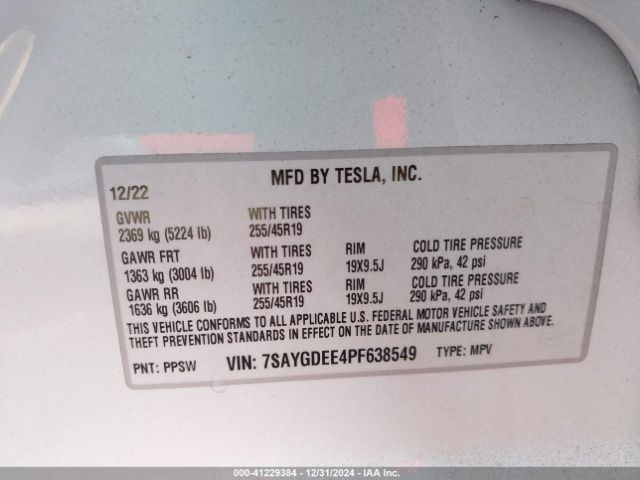 MFD BY TESLA, INC.
12/22
GVWR WITH TIRES
2369 kg (5224 lb) 255/45R19
GAWR FRT WITH TIRES RIM COLD TIRE PRESSURE
1363 kg (3004 lb) 255/45R19 19X9.5J 290 kPa, 42 psi
GAWR RR WITH TIRES RIM COLD TIRE PRESSURE
1636 kg (3606 lb) 255/45R19 19X9.5J 290 kPa, 42 psi
THIS VEHICLE CONFORMS TO ALL APPLICABLE U.S. FEDERAL MOTOR VEHICLE SAFETY AND
THEFT PREVENTION STANDARDS IN EFFECT ON THE DATE OF MANUFACTURE SHOWN ABOVE.
PNT: PPSW VIN: 7SAYGDEE4PF638549 TYPE: MPV
000-41229384 - 12/31/2024 - IAA Inc.